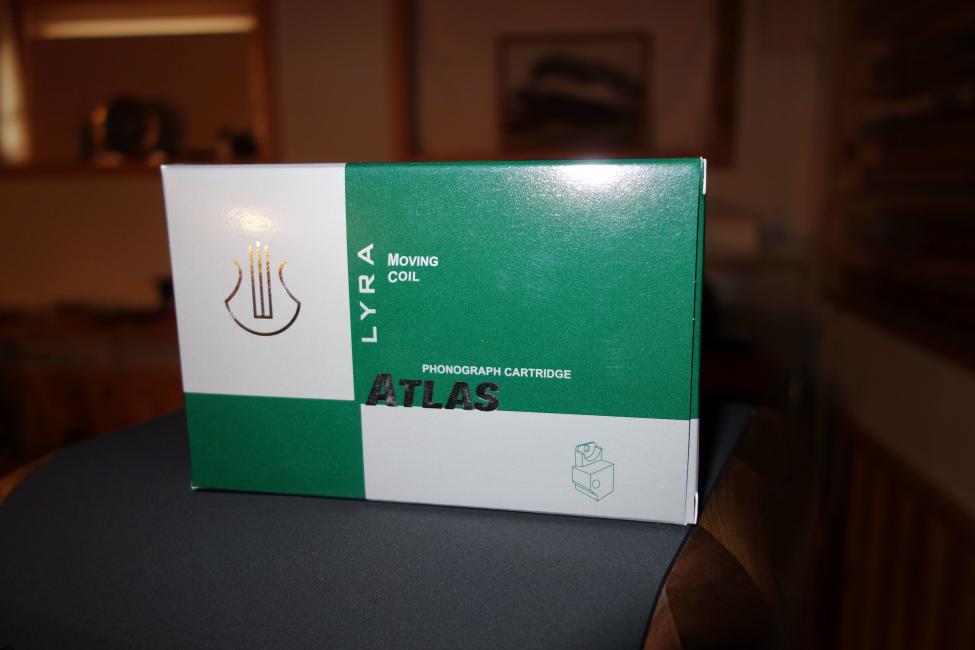 LYRA
MOVING
COIL
PHONOGRAPH CARTRIDGE
ATLAS